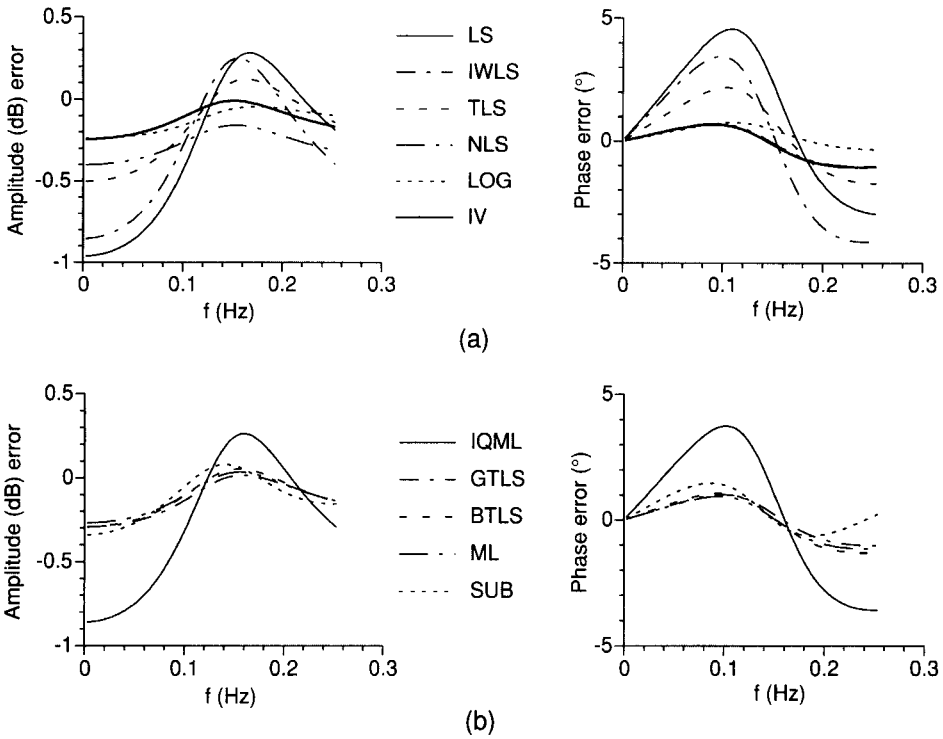 0.5
0
-0.5
-1
Amplitude (dB) error
0
0.1
0.2
0.3
f (Hz)
LS
IWLS
TLS
NLS
LOG
IV
5
0
-5
Phase error (°)
0
0.1
0.2
0.3
f (Hz)
(a)
0.5
0
-0.5
-1
Amplitude (dB) error
0
0.1
0.2
0.3
f (Hz)
IQML
GTLS
BTLS
ML
SUB
5
0
-5
Phase error (°)
0
0.1
0.2
0.3
f (Hz)
(b)